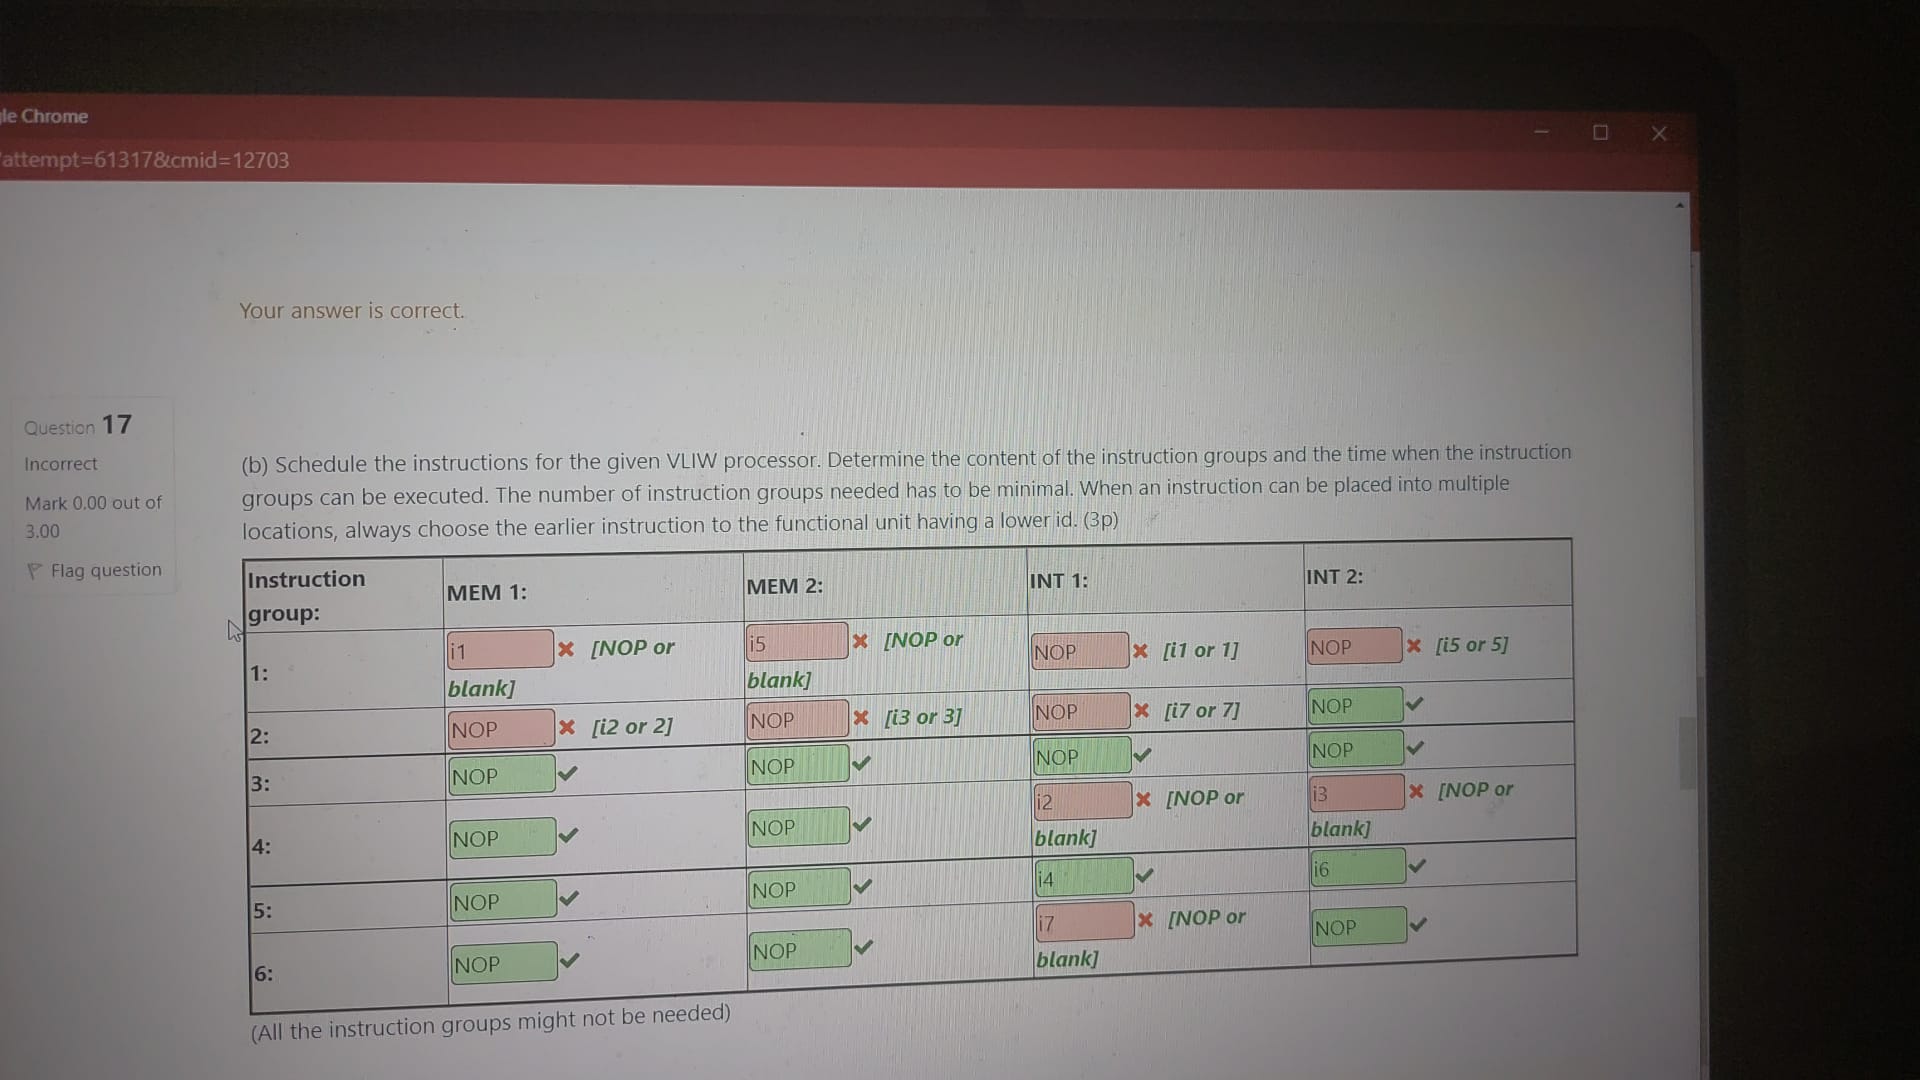 gle Chrome
attempt=61317&cmid=12703
Your answer is correct.
Question 17
Incorrect
Mark 0.00 out of
3.00
Flag question
(b) Schedule the instructions for the given VLIW processor. Determine the content of the instruction groups and the time when the instruction
groups can be executed. The number of instruction groups needed has to be minimal. When an instruction can be placed into multiple
locations, always choose the earlier instruction to the functional unit having a lower id. (3p)
Instruction group: MEM 1: MEM 2: INT 1: INT 2:
1: i1 [NOP or blank] i5 [NOP or blank] NOP [i1 or 1] NOP [i5 or 5]
2: NOP [i2 or 2] NOP [i3 or 3] NOP [i7 or 7] NOP
3: NOP NOP NOP NOP
4: NOP NOP i2 [NOP or blank] i3 [NOP or blank]
5: NOP NOP i4 i6
6: NOP NOP i7 [NOP or blank] NOP
(All the instruction groups might not be needed)